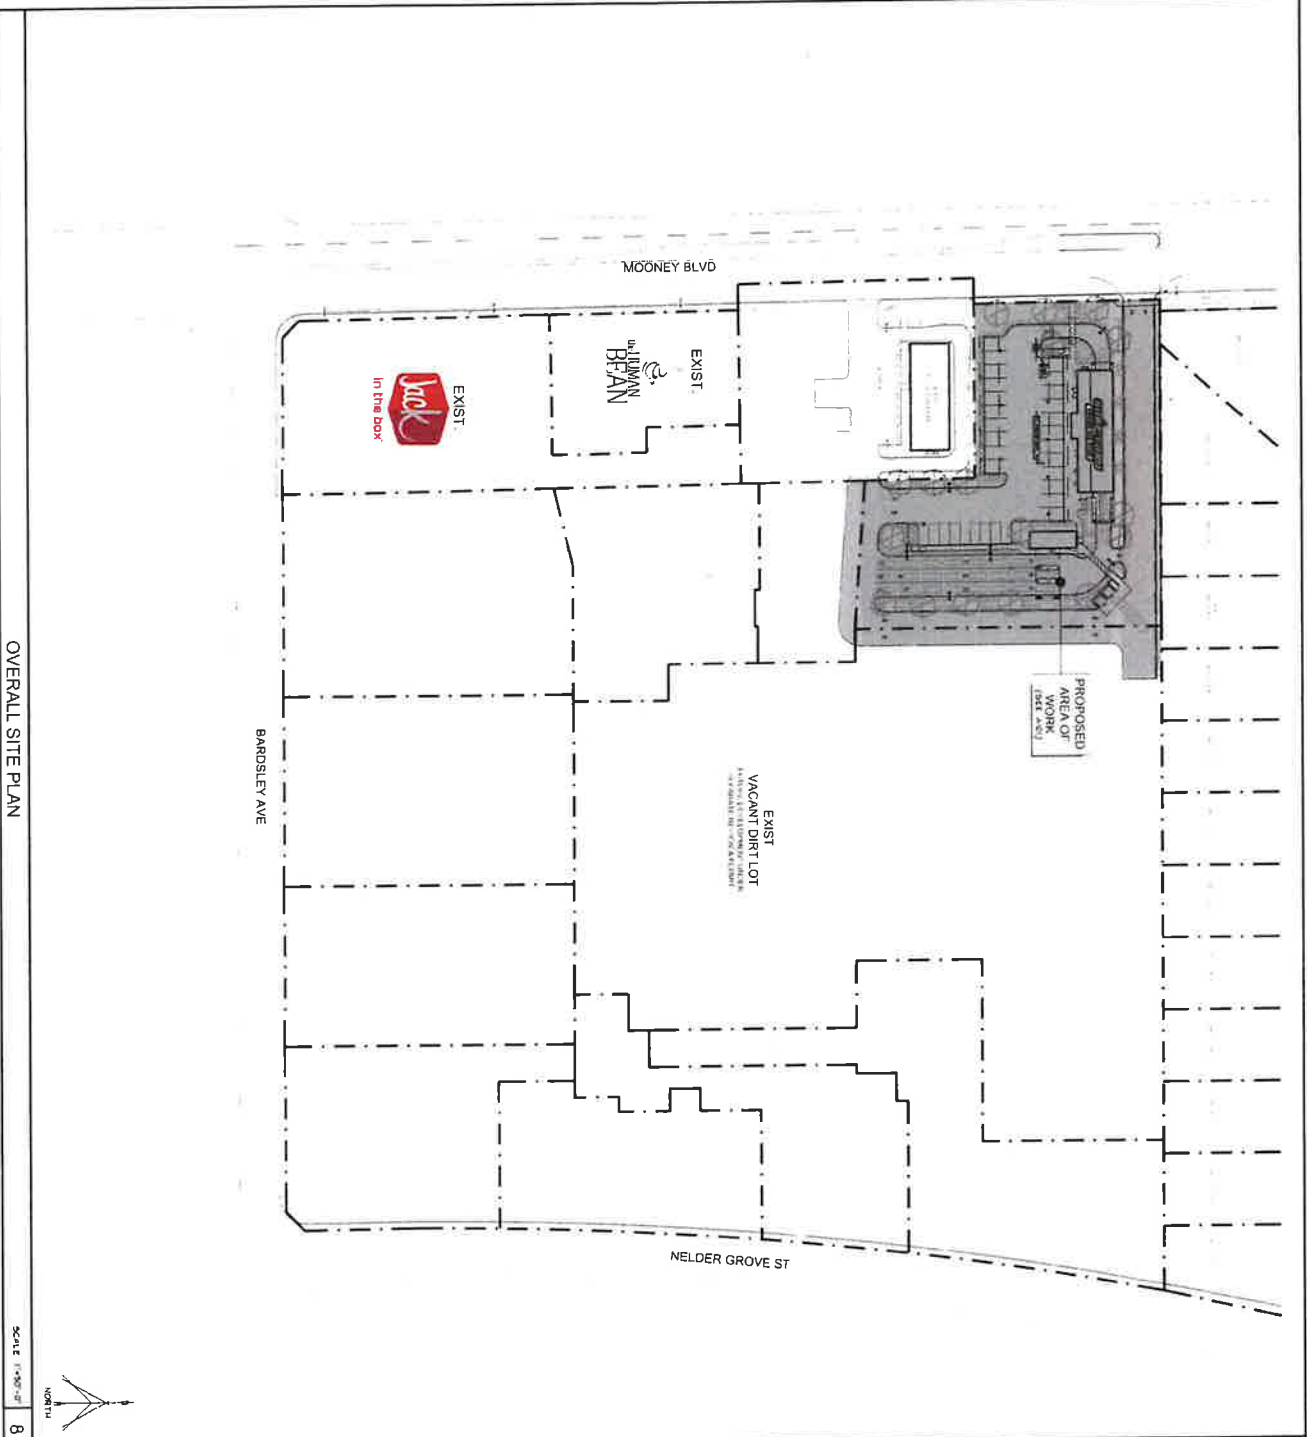 MOONEY BLVD
EXIST.
the HUMAN
BEAN
EXIST.
Jack
in the box
PROPOSED
AREA OF
WORK
EXIST
VACANT DIRT LOT
BARDSLEY AVE
NELDER GROVE ST
OVERALL SITE PLAN
SCALE
8
NORTH